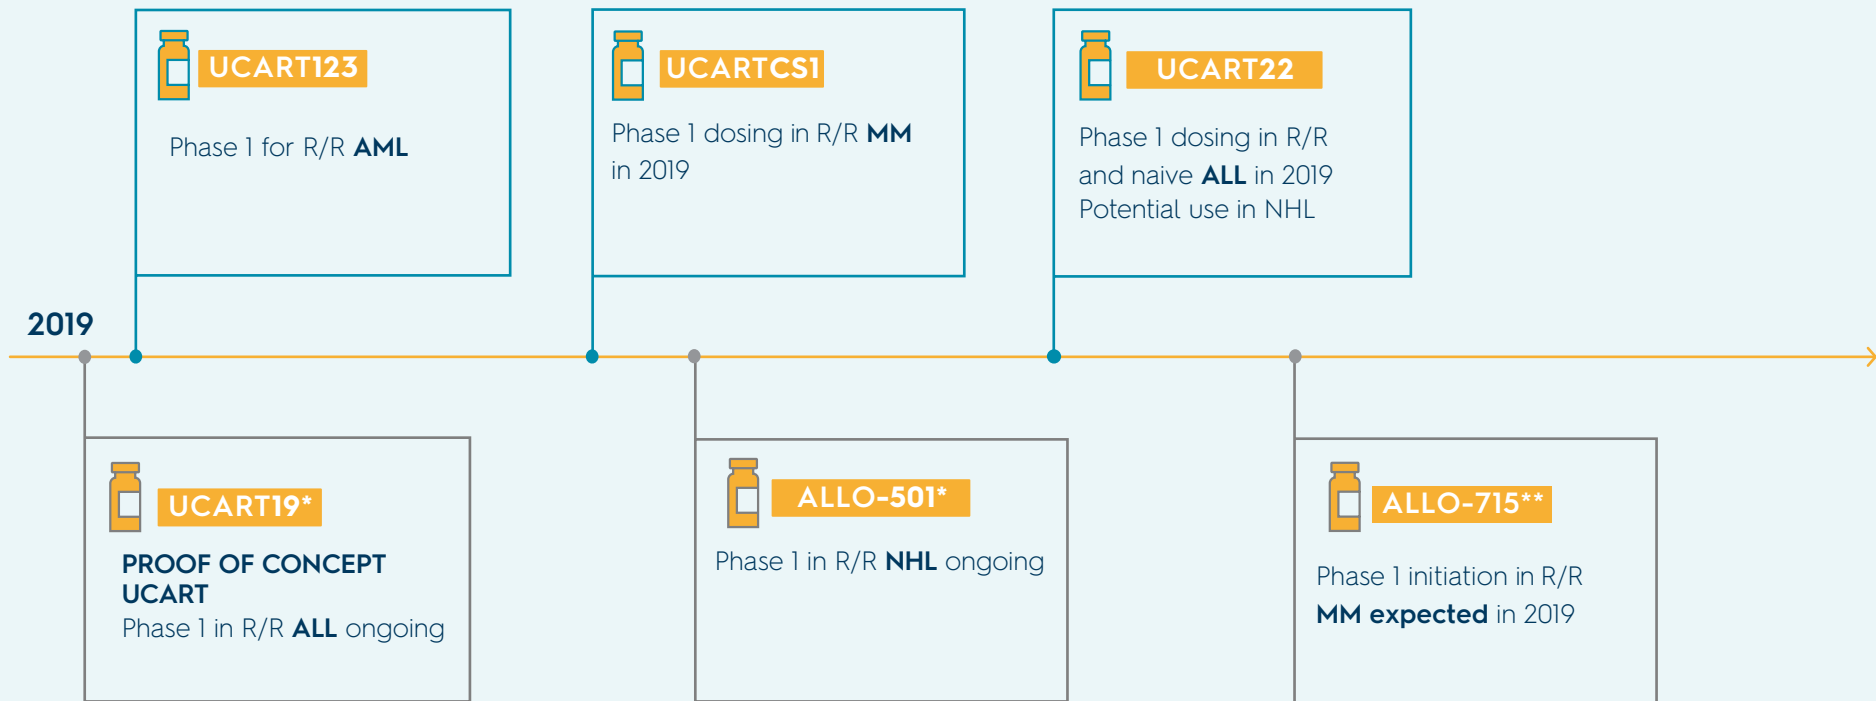 UCART123
Phase 1 for R/R AML
UCARTCS1
Phase 1 dosing in R/R MM
in 2019
UCART22
Phase 1 dosing in R/R
and naive ALL in 2019
Potential use in NHL
2019
UCART19*
PROOF OF CONCEPT
UCART
Phase 1 in R/R ALL ongoing
ALLO-501*
Phase 1 in R/R NHL ongoing
ALLO-715**
Phase 1 initiation in R/R
MM expected in 2019